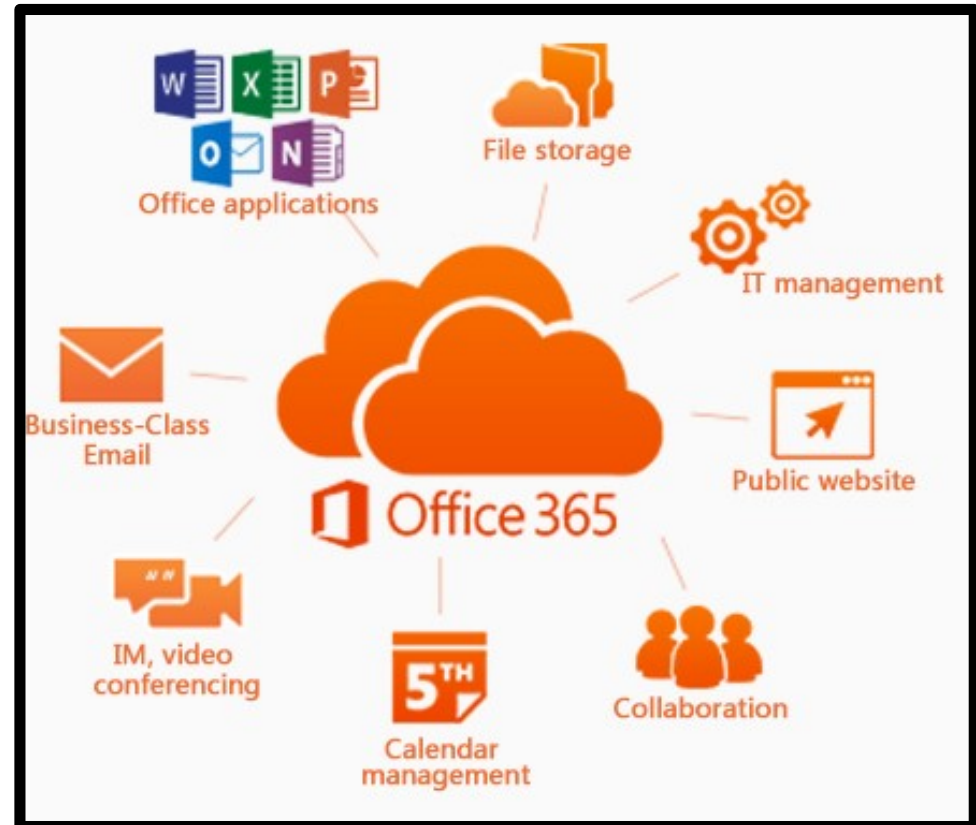 W
X
P
O
N
Office applications
File storage
IT management
Business-Class
Email
Public website
Office 365
IM, video
conferencing
5TH
Calendar
management
Collaboration